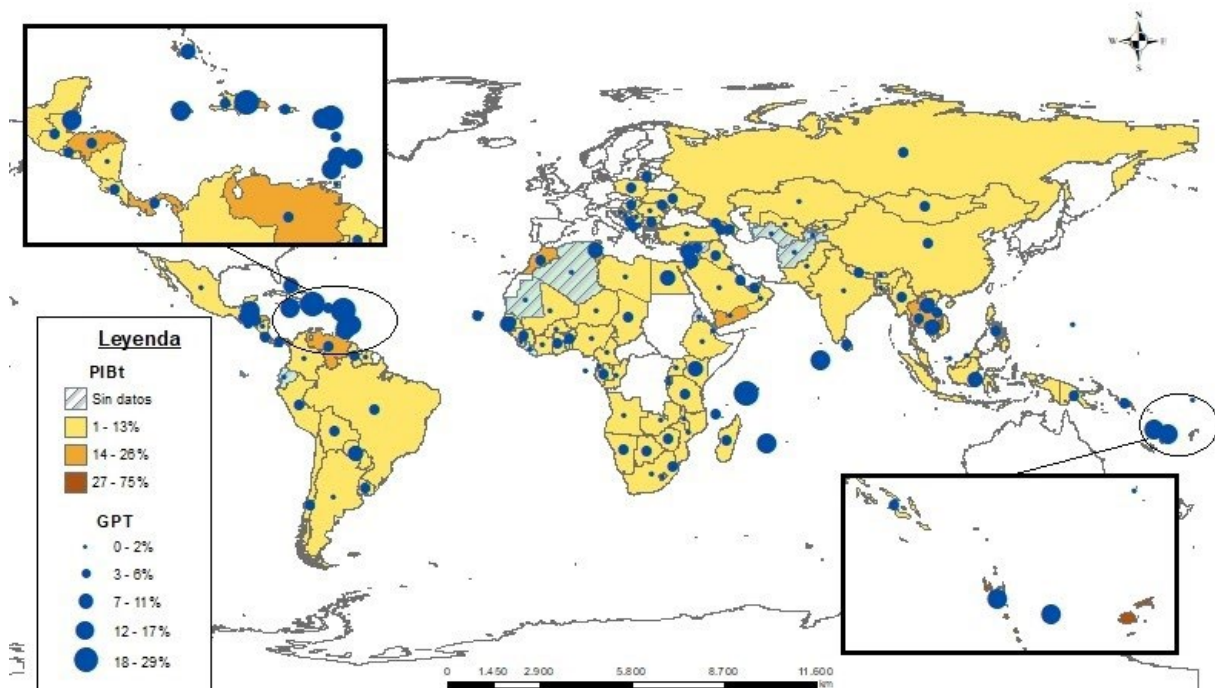 N
W E
S
Leyenda
PIBt
Sin datos
1 - 13%
14 - 26%
27 - 75%
GPT
0 - 2%
3 - 6%
7 - 11%
12 - 17%
18 - 29%
0 1.450 2.900 5.800 8.700 11.600
km